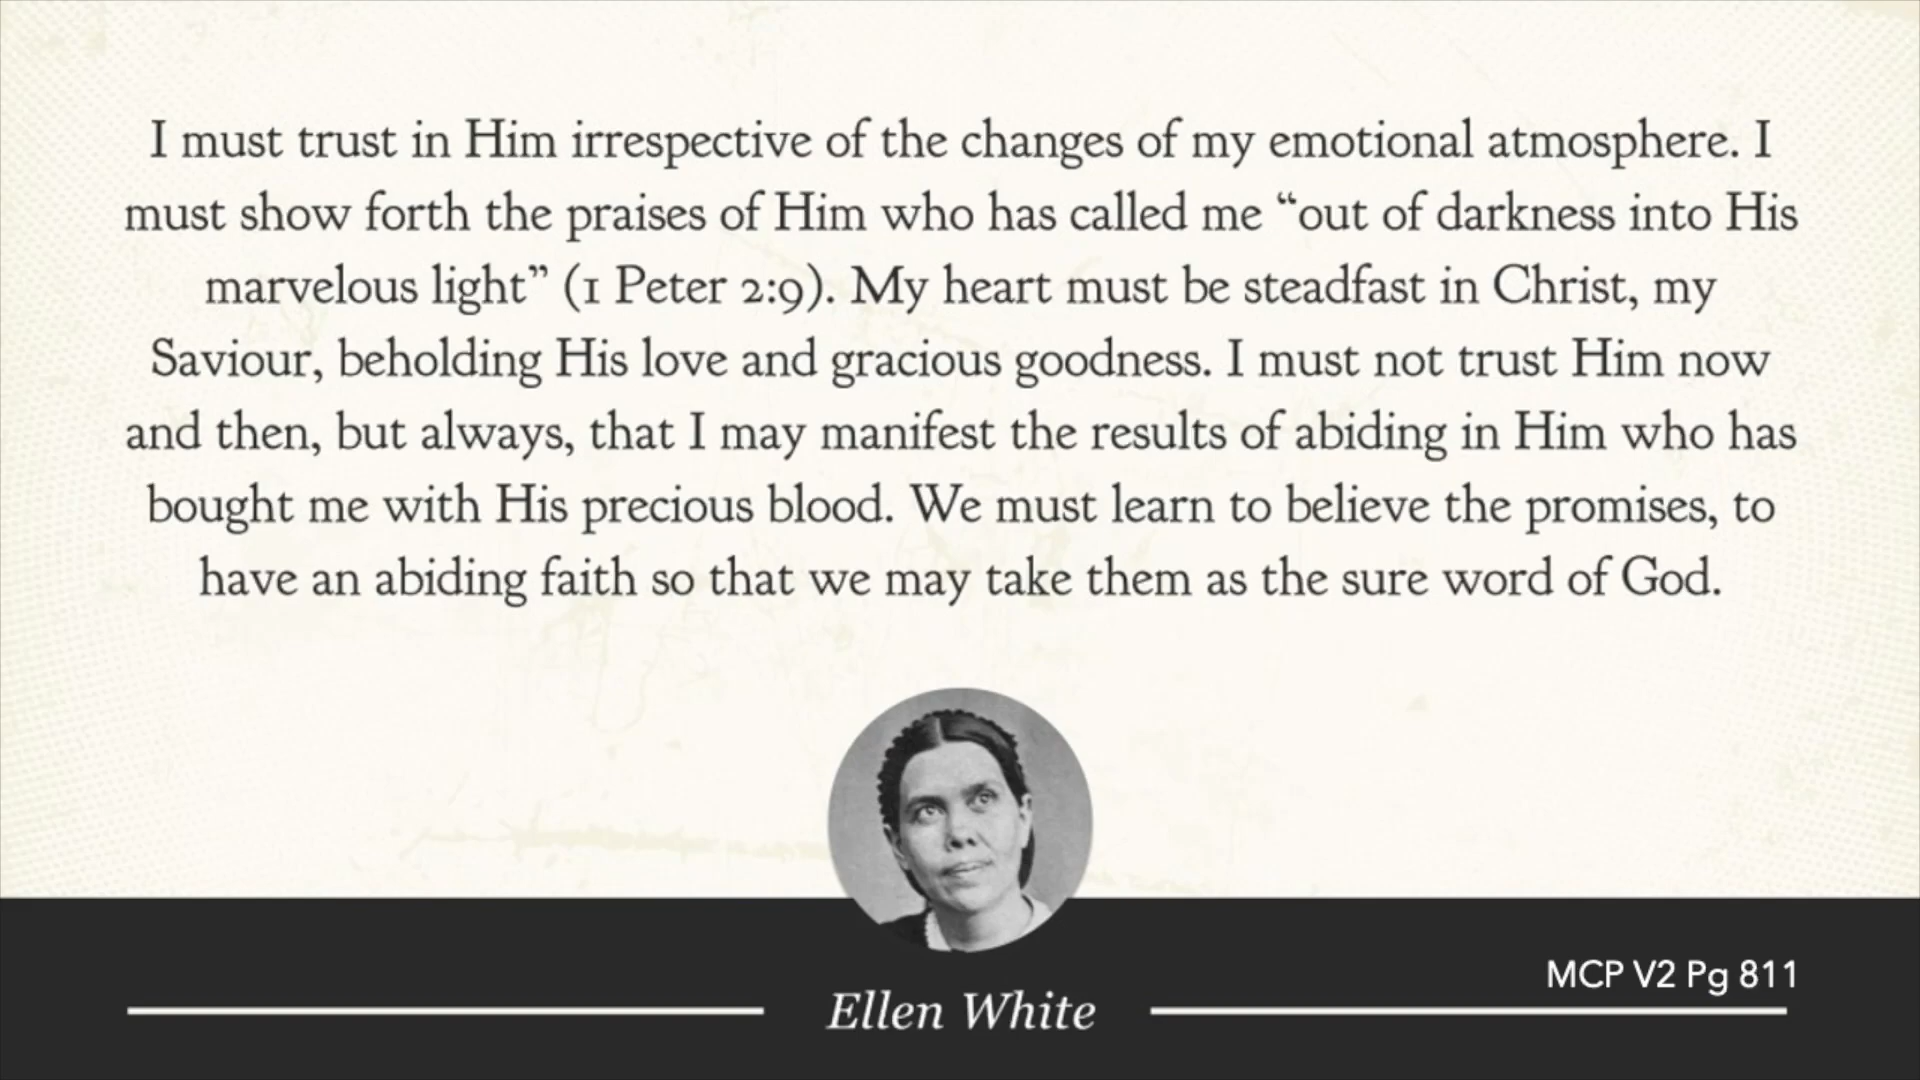 I must trust in Him irrespective of the changes of my emotional atmosphere. I
must show forth the praises of Him who has called me “out of darkness into His
marvelous light” (1 Peter 2:9). My heart must be steadfast in Christ, my
Saviour, beholding His love and gracious goodness. I must not trust Him now
and then, but always, that I may manifest the results of abiding in Him who has
bought me with His precious blood. We must learn to believe the promises, to
have an abiding faith so that we may take them as the sure word of God.
MCP V2 Pg 811
Ellen White